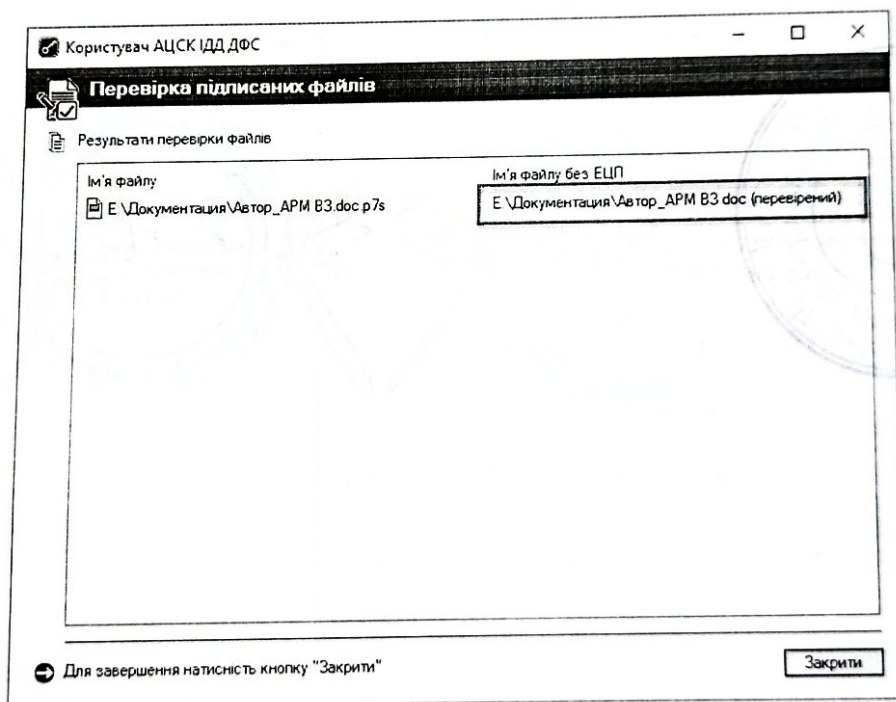 Користувач АЦСК ІДД ДФС
Перевірка підписаних файлів
Результати перевірки файлів
Ім'я файлу
Ім'я файлу без ЕЦП
E \Документация\Автор_АРМ ВЗ.doc.p7s
E \Документация\Автор_АРМ ВЗ doc (перевірений)
Для завершення натисність кнопку "Закрити"
Закрити